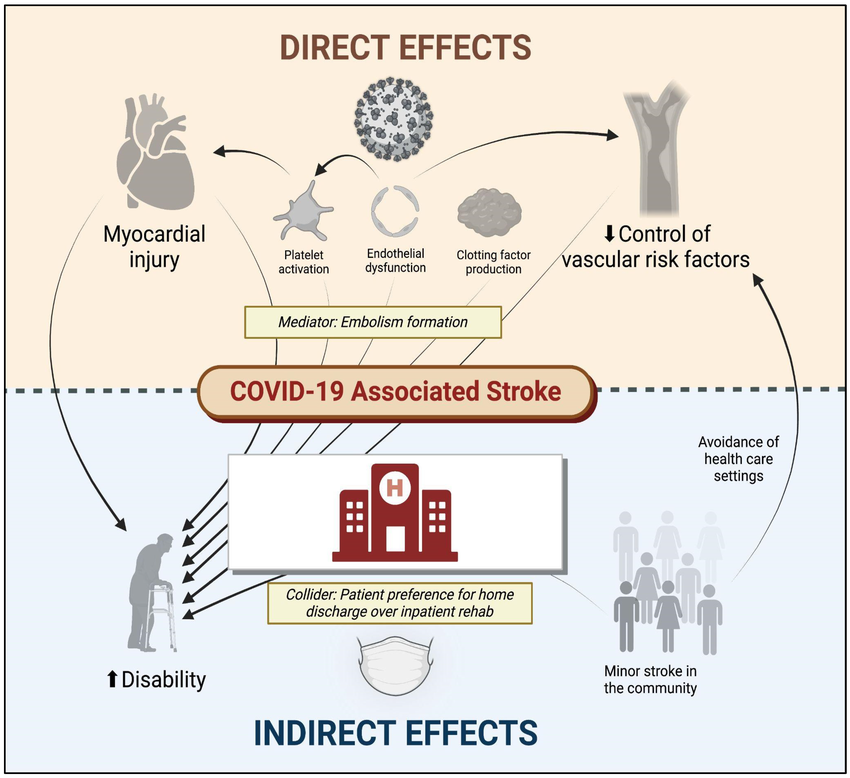 DIRECT EFFECTS
Myocardial
injury
Platelet
activation
Endothelial
dysfunction
Clotting factor
production
⬇Control of
vascular risk factors
Mediator: Embolism formation
COVID-19 Associated Stroke
Avoidance of
health care
settings
H
Collider: Patient preference for home
discharge over inpatient rehab
⬆Disability
Minor stroke in
the community
INDIRECT EFFECTS